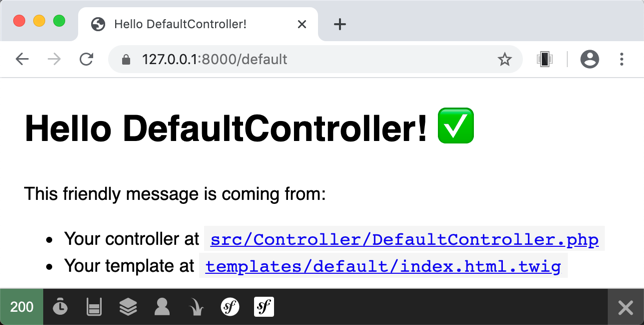 Hello DefaultController!
127.0.0.1:8000/default
Hello DefaultController! ✅
This friendly message is coming from:
• Your controller at src/Controller/DefaultController.php
• Your template at templates/default/index.html.twig
200 sf sf